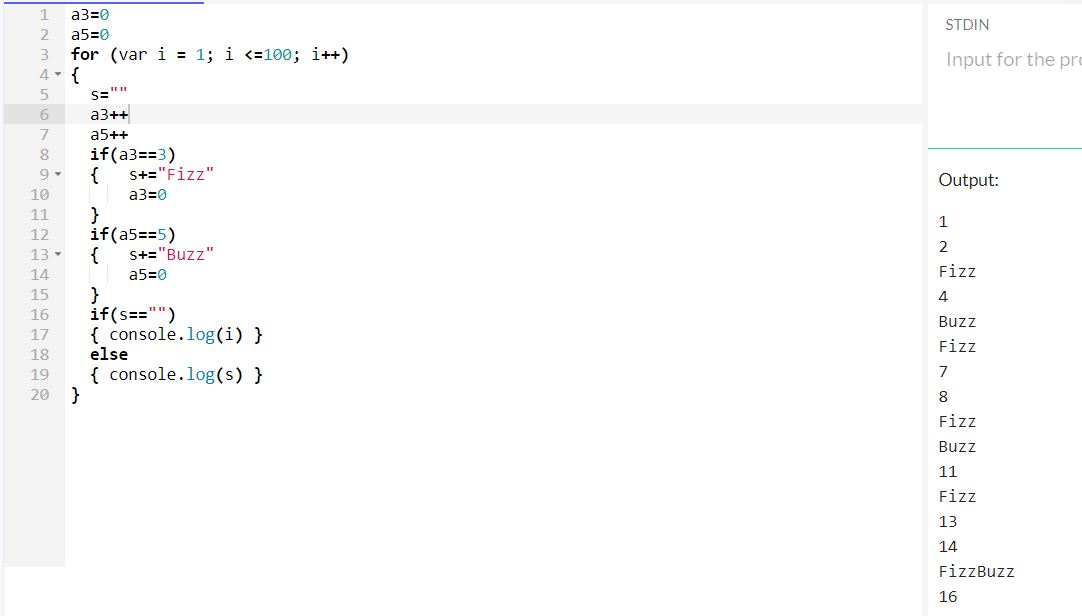 1 a3=0
2 a5=0
3 for (var i = 1; i <=100; i++)
4 {
5 s=""
6 a3++
7 a5++
8 if(a3==3)
9 { s+="Fizz"
10 a3=0
11 }
12 if(a5==5)
13 { s+="Buzz"
14 a5=0
15 }
16 if(s=="")
17 { console.log(i) }
18 else
19 { console.log(s) }
20 }
STDIN
Input for the pro
Output:
1
2
Fizz
4
Buzz
Fizz
7
8
Fizz
Buzz
11
Fizz
13
14
FizzBuzz
16